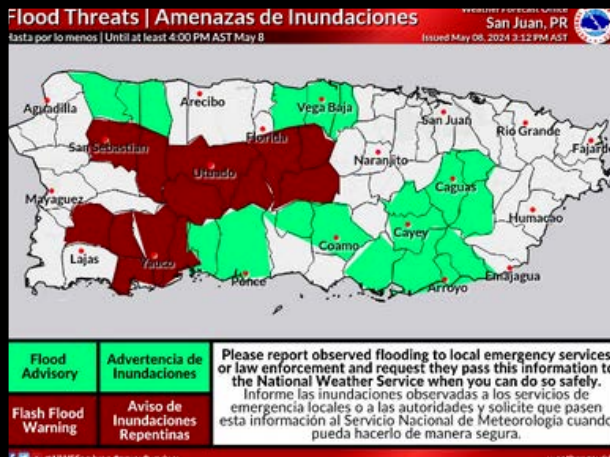 Flood Threats | Amenazas de Inundaciones
Weather Forecast Office
San Juan, PR
Hasta por lo menos | Until at least 4:00 PM AST May 8
Issued May 08, 2024 3:12 PM AST
Aguadilla
Arecibo
Vega Baja
San Juan
Rio Grande
Fajardo
San Sebastian
Florida
Utuado
Naranjito
Mayaguez
Caguas
Humacao
Lajas
Yauco
Ponce
Coamo
Cayey
Arroyo
Emajagua
Flood
Advisory
Advertencia de
Inundaciones
Flash Flood
Warning
Aviso de
Inundaciones
Repentinas
Please report observed flooding to local emergency services
or law enforcement and request they pass this information to
the National Weather Service when you can do so safely.
Informe las inundaciones observadas a los servicios de
emergencia locales o a las autoridades y solicite que pasen
esta información al Servicio Nacional de Meteorología cuando
pueda hacerlo de manera segura.